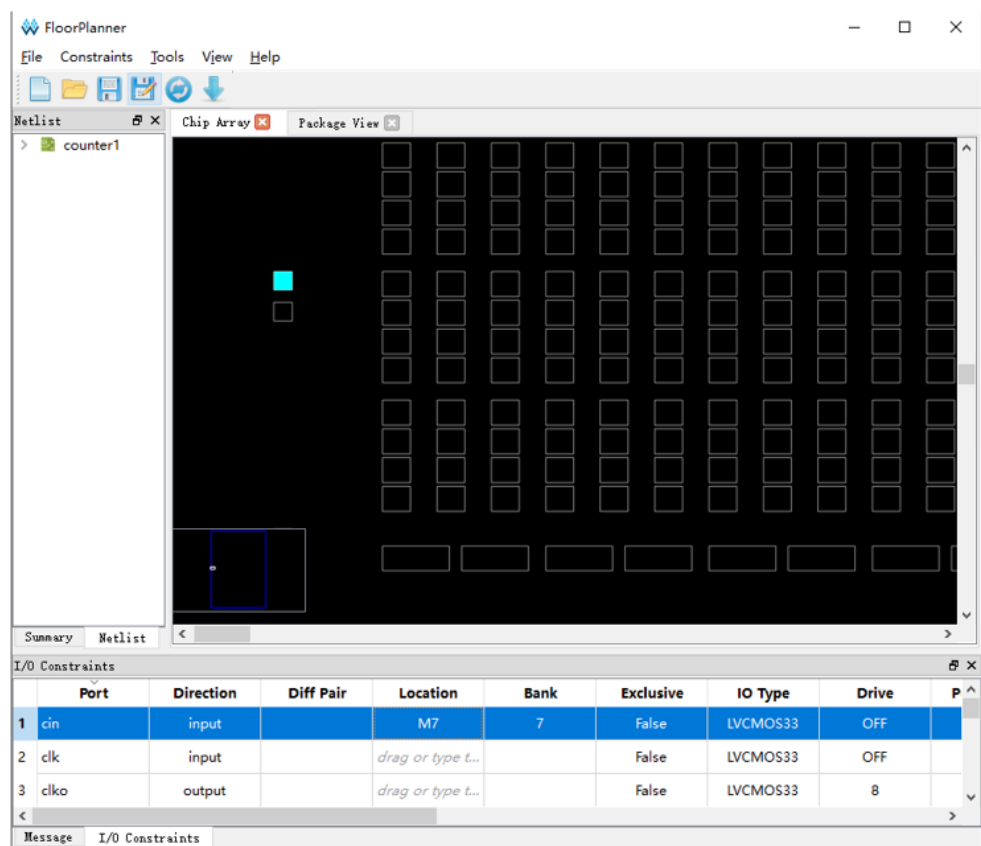 FloorPlanner
File Constraints Tools View Help
Netlist
Chip Array Package View
counter1
Summary Netlist
I/O Constraints
Port Direction Diff Pair Location Bank Exclusive IO Type Drive P
1 cin input M7 7 False LVCMOS33 OFF
2 clk input drag or type t... False LVCMOS33 OFF
3 clko output drag or type t... False LVCMOS33 8
Message I/O Constraints